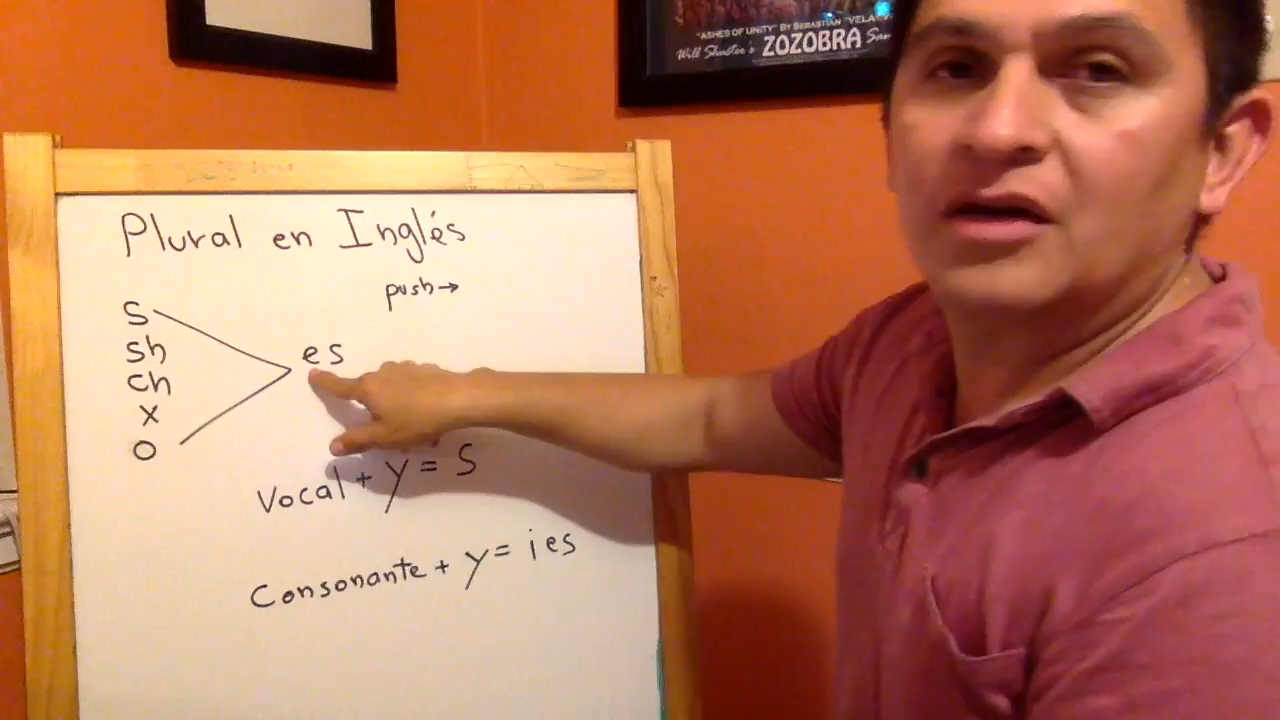 "ASHES OF UNITY" BY SEBASTIAN "VELA
Will Shuster's ZOZOBRA San
Plural en Inglés
push→
s
sh
es
ch
x
o
Vocal + y = s
Consonante + y = ies